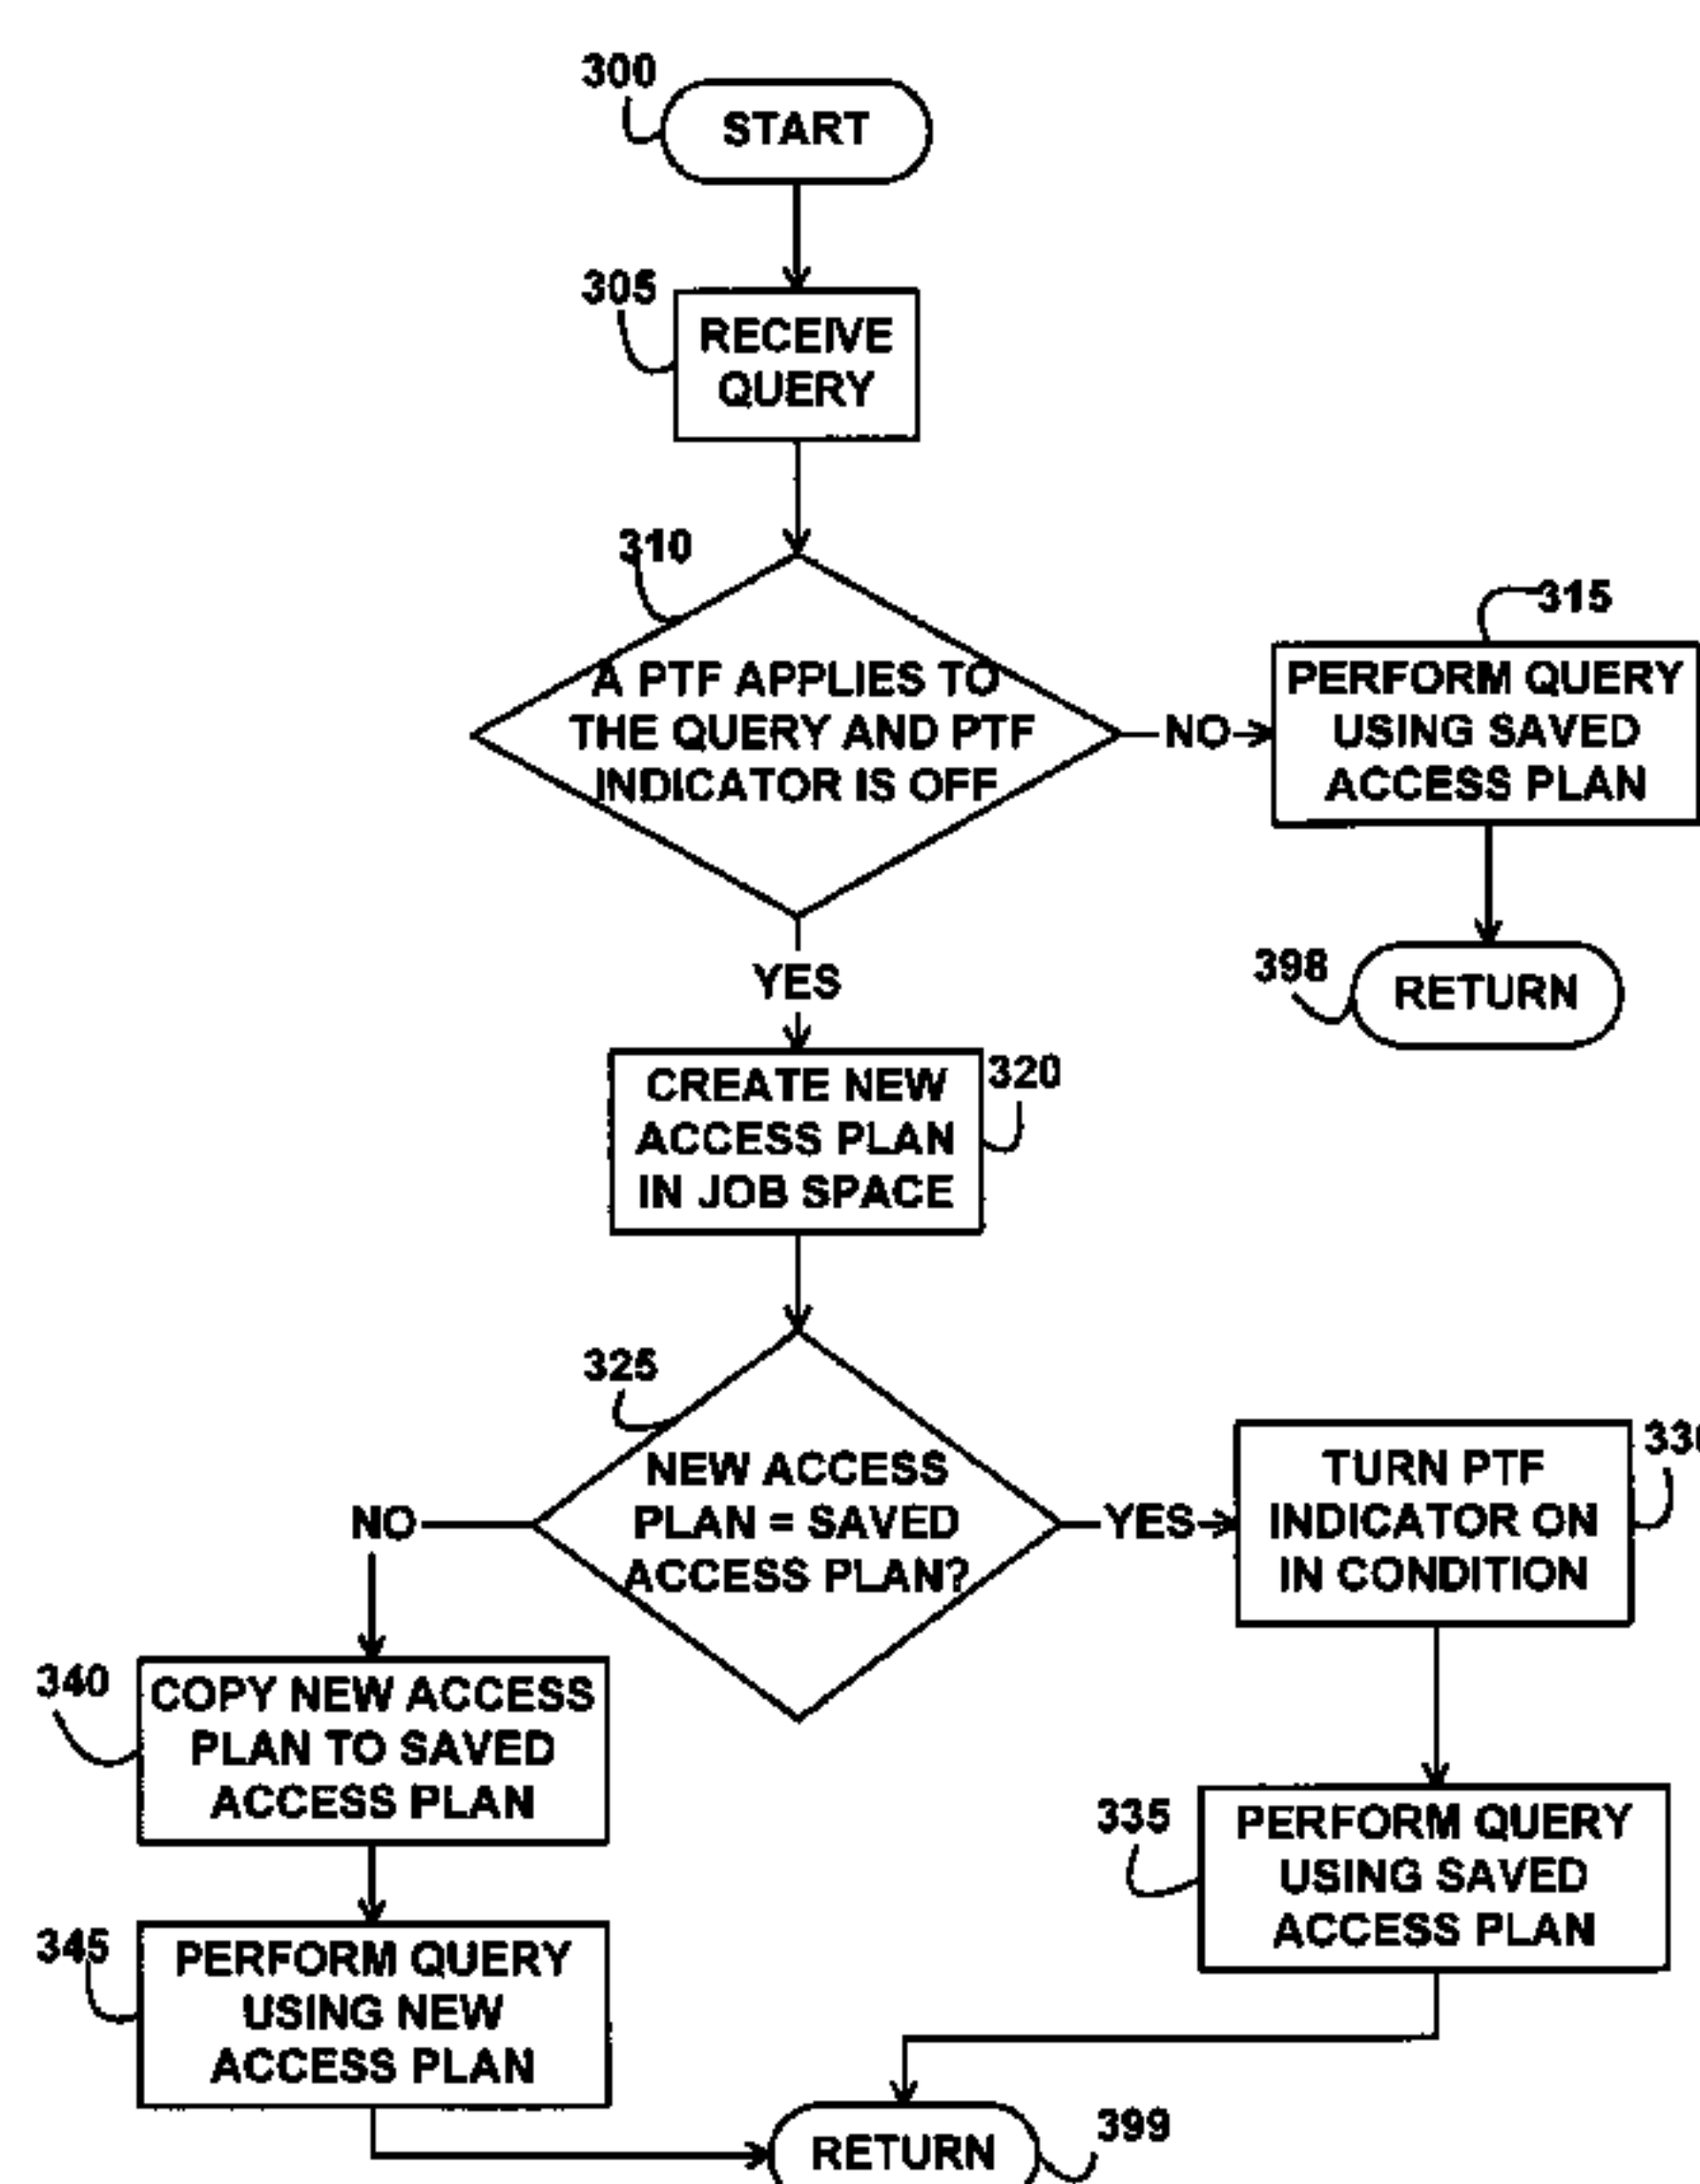 300
START
305
RECEIVE
QUERY
310
A PTF APPLIES TO
THE QUERY AND PTF
INDICATOR IS OFF
NO
315
PERFORM QUERY
USING SAVED
ACCESS PLAN
398
RETURN
YES
CREATE NEW
ACCESS PLAN
IN JOB SPACE
320
325
NEW ACCESS
PLAN = SAVED
ACCESS PLAN?
NO
YES
TURN PTF
INDICATOR ON
IN CONDITION
340
COPY NEW ACCESS
PLAN TO SAVED
ACCESS PLAN
335
PERFORM QUERY
USING SAVED
ACCESS PLAN
345
PERFORM QUERY
USING NEW
ACCESS PLAN
RETURN
399